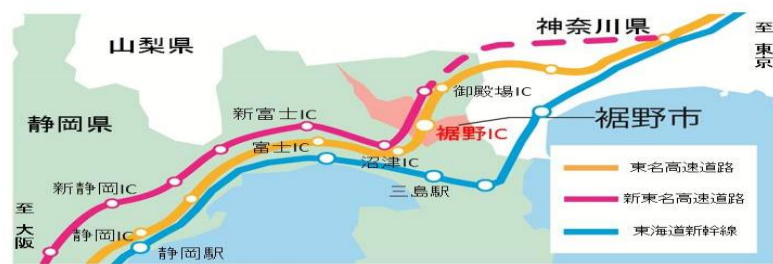 山梨県
神奈川県
至東京
静岡県
新富士IC
御殿場IC
裾野市
裾野IC
富士IC
沼津IC
新静岡IC
三島駅
至大阪
静岡IC
静岡駅
東名高速道路
新東名高速道路
東海道新幹線